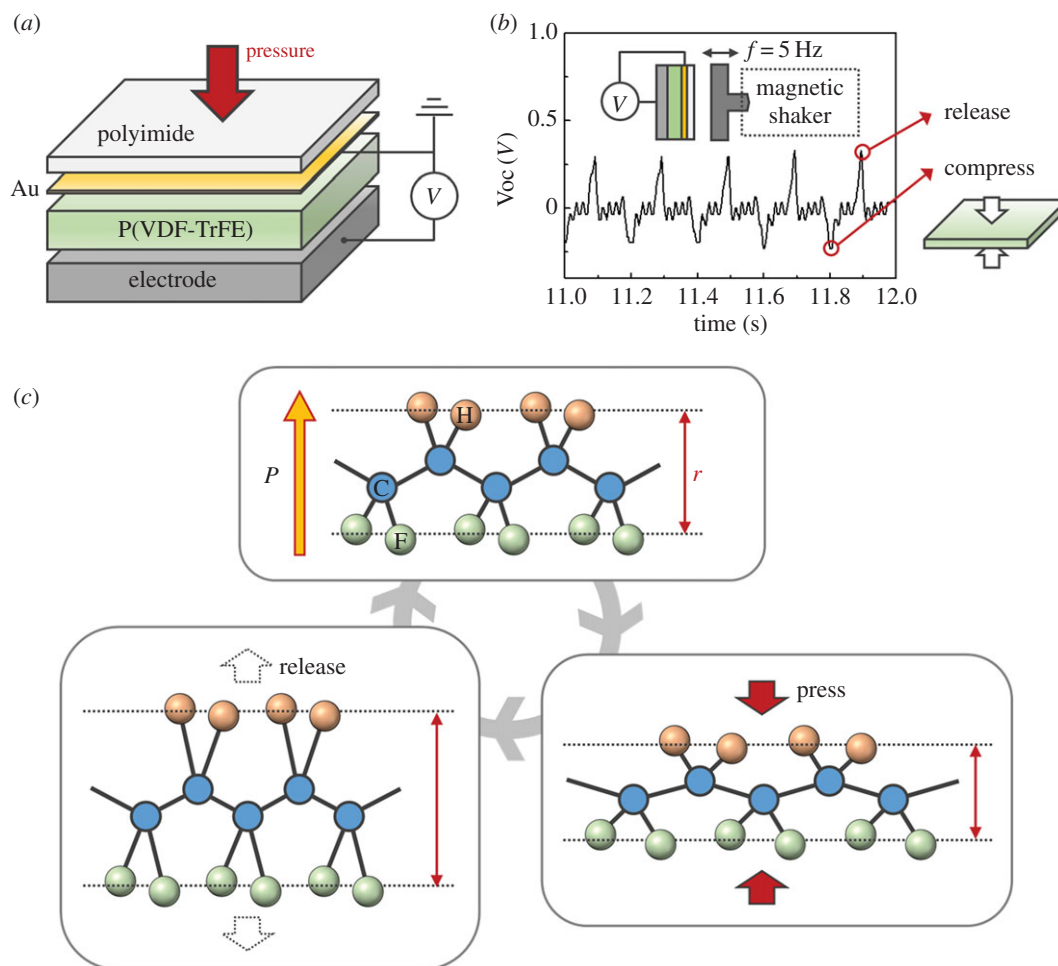 (a)
pressure
polyimide
Au
P(VDF-TrFE)
electrode
V
(b)
1.0
0.5
0
Voc (V)
V
f = 5 Hz
magnetic
shaker
release
compress
11.0 11.2 11.4 11.6 11.8 12.0
time (s)
(c)
P
H
C
F
r
release
press